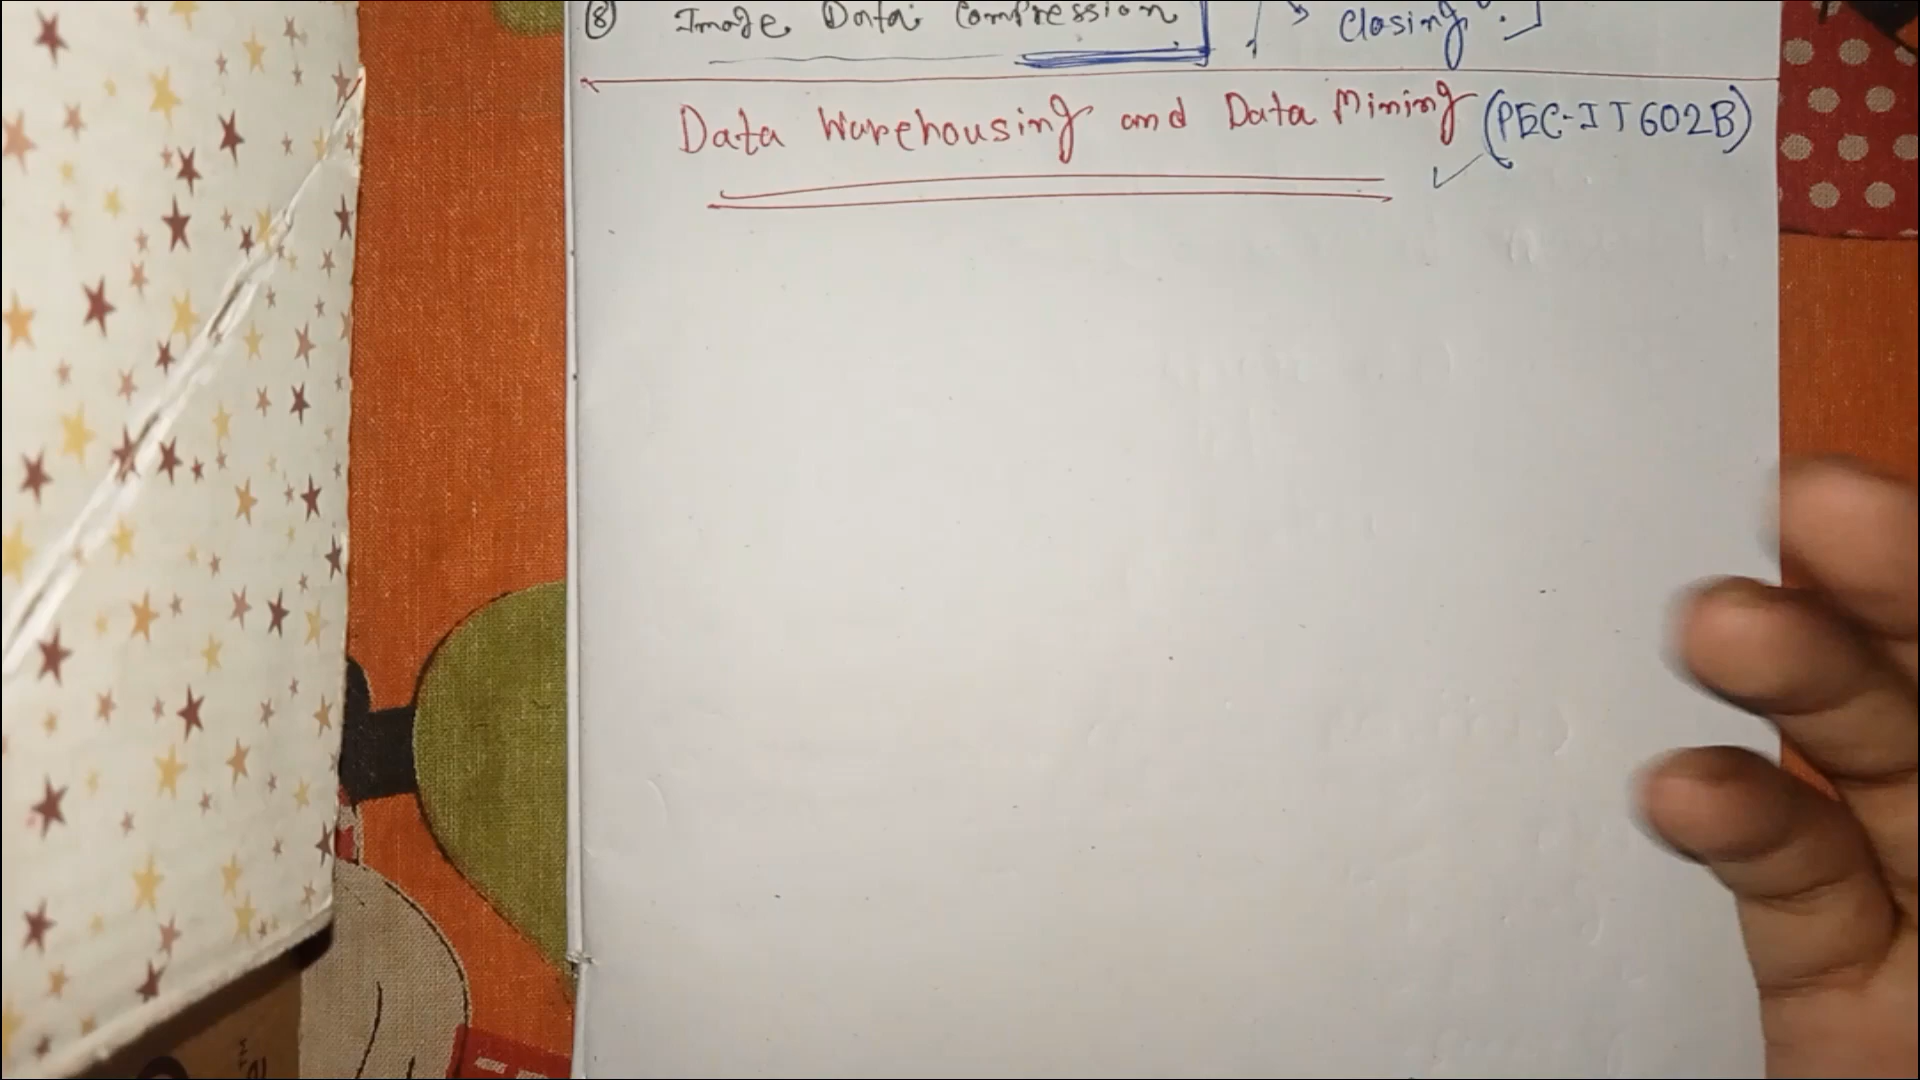 ⑧ Image Data Compression
Closing.
Data Warehousing and Data Mining (PEC-IT602B)